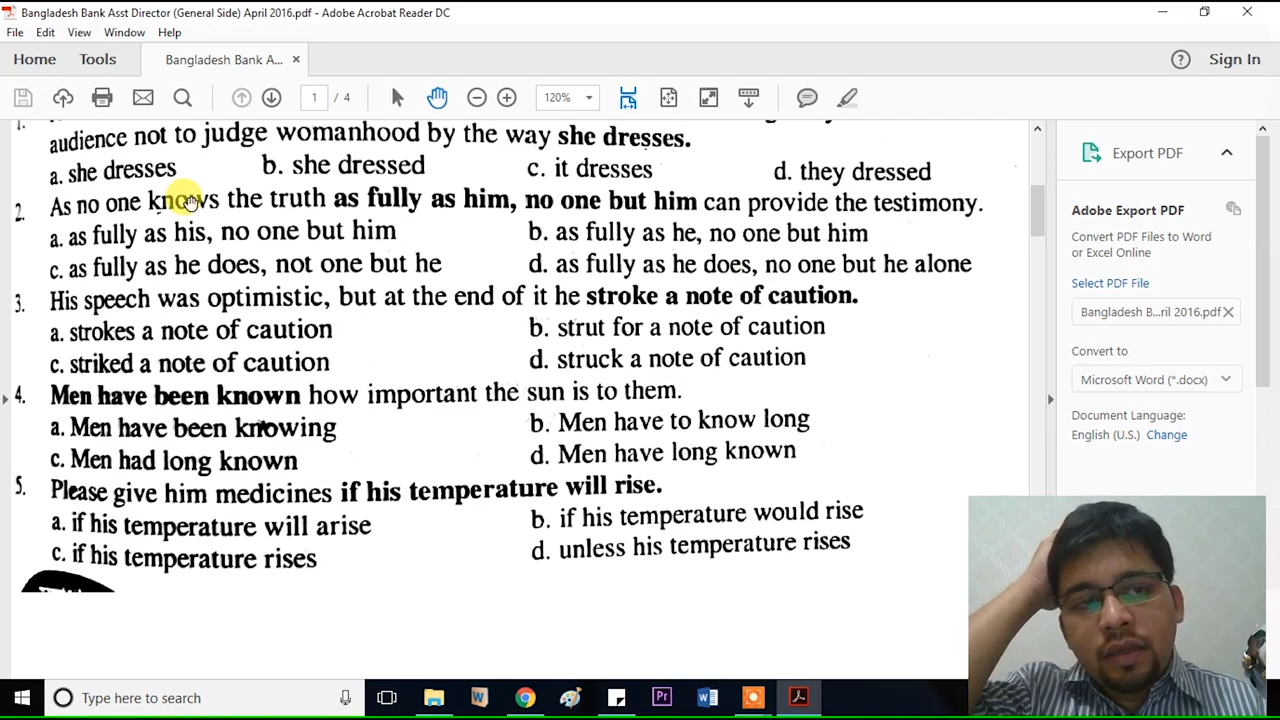 Bangladesh Bank Asst Director (General Side) April 2016.pdf - Adobe Acrobat Reader DC
File Edit View Window Help
Home Tools Bangladesh Bank A... × Sign In
1 / 4 120%
1.
audience not to judge womanhood by the way she dresses.
a. she dresses b. she dressed c. it dresses d. they dressed
2. As no one knows the truth as fully as him, no one but him can provide the testimony.
a. as fully as his, no one but him b. as fully as he, no one but him
c. as fully as he does, not one but he d. as fully as he does, no one but he alone
3. His speech was optimistic, but at the end of it he stroke a note of caution.
a. strokes a note of caution b. strut for a note of caution
c. striked a note of caution d. struck a note of caution
4. Men have been known how important the sun is to them.
a. Men have been knowing b. Men have to know long
c. Men had long known d. Men have long known
5. Please give him medicines if his temperature will rise.
a. if his temperature will arise b. if his temperature would rise
c. if his temperature rises d. unless his temperature rises
Export PDF
Adobe Export PDF
Convert PDF Files to Word
or Excel Online
Select PDF File
Bangladesh B...ril 2016.pdf
Convert to
Microsoft Word (*.docx)
Document Language:
English (U.S.) Change
Type here to search